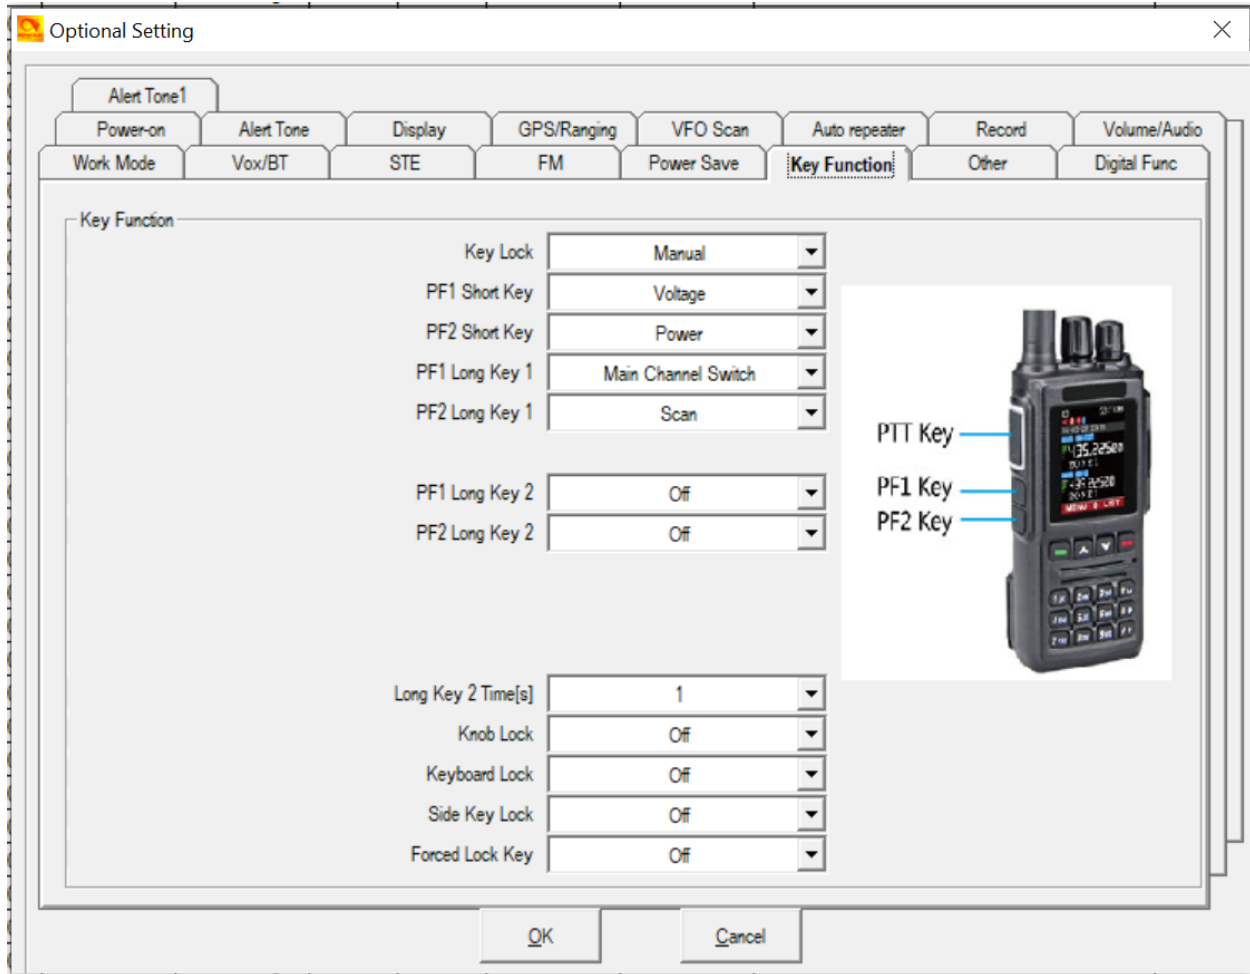 Optional Setting
Alert Tone1
Power-on Alert Tone Display GPS/Ranging VFO Scan Auto repeater Record Volume/Audio
Work Mode Vox/BT STE FM Power Save Key Function Other Digital Func
Key Function
Key Lock Manual
PF1 Short Key Voltage
PF2 Short Key Power
PF1 Long Key 1 Main Channel Switch
PF2 Long Key 1 Scan
PTT Key
PF1 Long Key 2 Off
PF1 Key
PF2 Key
PF2 Long Key 2 Off
Long Key 2 Time[s] 1
Knob Lock Off
Keyboard Lock Off
Side Key Lock Off
Forced Lock Key Off
OK Cancel